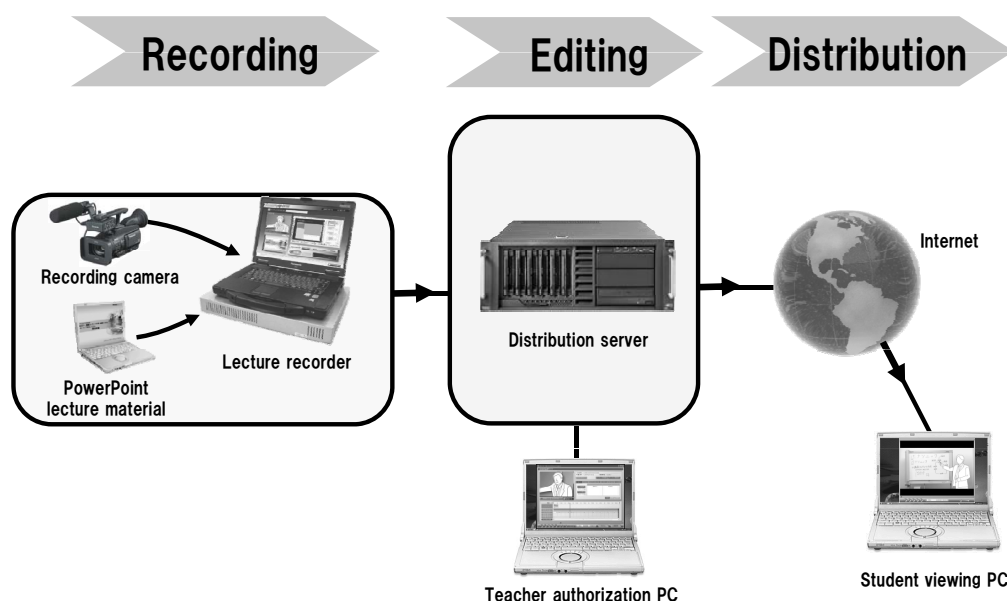 Recording
Editing
Distribution
Recording camera
PowerPoint
lecture material
Lecture recorder
Distribution server
Internet
Teacher authorization PC
Student viewing PC